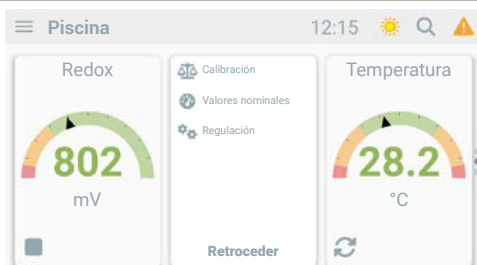 Piscina 12:15
Redox
802
mV
Calibración
Valores nominales
Regulación
Retroceder
Temperatura
28.2
°C